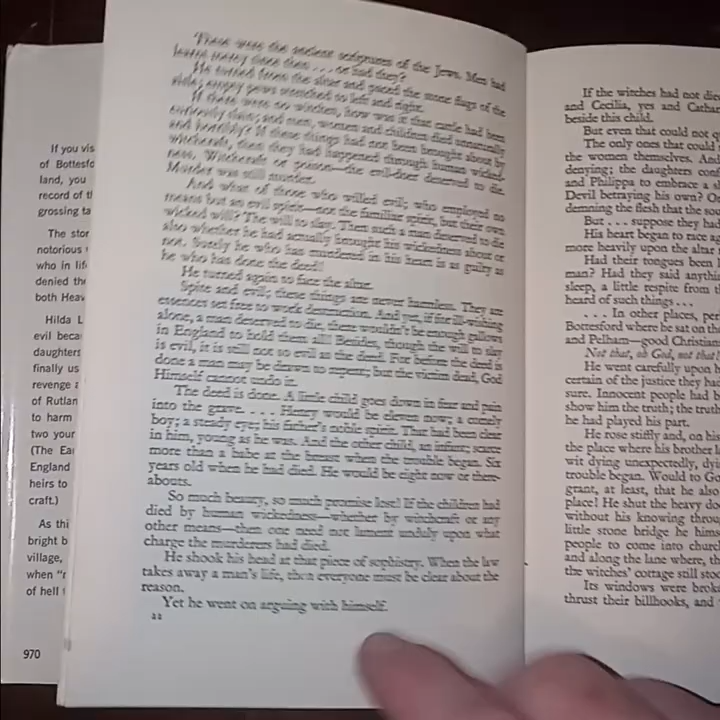 If you vis
of Bottesfo
land, you
record of t
grossing ta
The stor
notorious
who in lif
denied the
both Heav
Hilda L
evil beca
daughters
finally us
revenge a
of Rutlan
to harm
two your
(The Ear
England
heirs to
craft.)
As thi
bright b
village,
when "r
of hell
970
These were the ancient scriptures of the Jews. Men had
learnt many since then . . . or had they?
He turned from the altar and paced the stone flags of the
aisle; empty pews stretched to left and right.
If there were no witches, how was it that cattle had been
and men, women and children died unnaturally
and horribly? If these things had not been brought about by
witchcraft, then they had happened through human wicked-
ness. Witchcraft or poison—the evil-doer deserved to die.
Murder was still murder.
And what of those who willed evil; who employed no
means but an evil spirit—not the familiar spirit, but their own
wicked will? The will to slay. Then such a man deserved to die
also whether he had actually brought his wickedness about or
not. Surely he who has murdered in his heart is as guilty as
he who has done the deed?
He turned again to face the altar.
Spite and evil; these things are never harmless. They are
essences set free to work destruction. And yet, if for ill-wishing
alone, a man deserved to die, there wouldn't be enough gallows
in England to hold them all! Besides, though the will to slay
is evil, it is still not so evil as the deed. For before the deed is
done a man may be drawn to repent; but the victim dead, God
Himself cannot undo it.
The deed is done. A little child goes down in fear and pain
into the grave. . . . Henry would be eleven now; a comely
boy; a steady eye; his father's noble spirit. That had been clear
in him, young as he was. And the other child, an infant; scarce
more than a babe at the breast when the trouble began. Six
years old when he had died. He would be eight now or there-
abouts.
So much beauty, so much promise lost! If the children had
died by human wickedness—whether by witchcraft or any
other means—then one need not lament unduly upon what
charge the murderers had died.
He shook his head at that piece of sophistry. When the law
takes away a man's life, then everyone must be clear about the
reason.
Yet he went on arguing with himself.
22
If the witches had not die
and Cecilia, yes and Cathar
beside this child.
But even that could not q
The only ones that could
the women themselves. And
denying; the daughters conf
and Philippa to embrace a s
Devil betraying his own? O
demning the flesh that the so
But . . . suppose they had
His heart began to race a
more heavily upon the altar
Had their tongues been l
man? Had they said anythi
sleep, a little respite from t
heard of such things . . .
. . . In other places, per
Bottesford where he sat on th
and Pelham—good Christian
Not that, oh God, not that!
He went carefully upon h
certain of the justice they ha
sure. Innocent people had b
show him the truth; the truth
he had played his part.
He rose stiffly and, on his
the place where his brother l
wit dying unexpectedly, dyi
trouble began. Would to Go
grant, at least, that he also
place! He shut the heavy do
without his knowing throu
little stone bridge he hims
people to come into churc
and along the lane where, th
the witches' cottage still stoo
Its windows were broke
thrust their billhooks, and